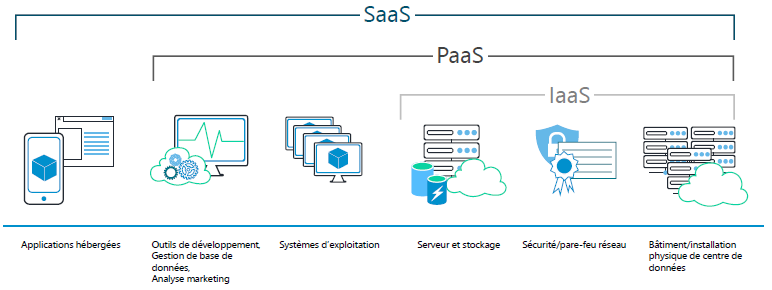 SaaS
PaaS
IaaS
Applications hébergées
Outils de développement,
Gestion de base de
données,
Analyse marketing
Systèmes d'exploitation
Serveur et stockage
Sécurité/pare-feu réseau
Bâtiment/installation
physique de centre de
données